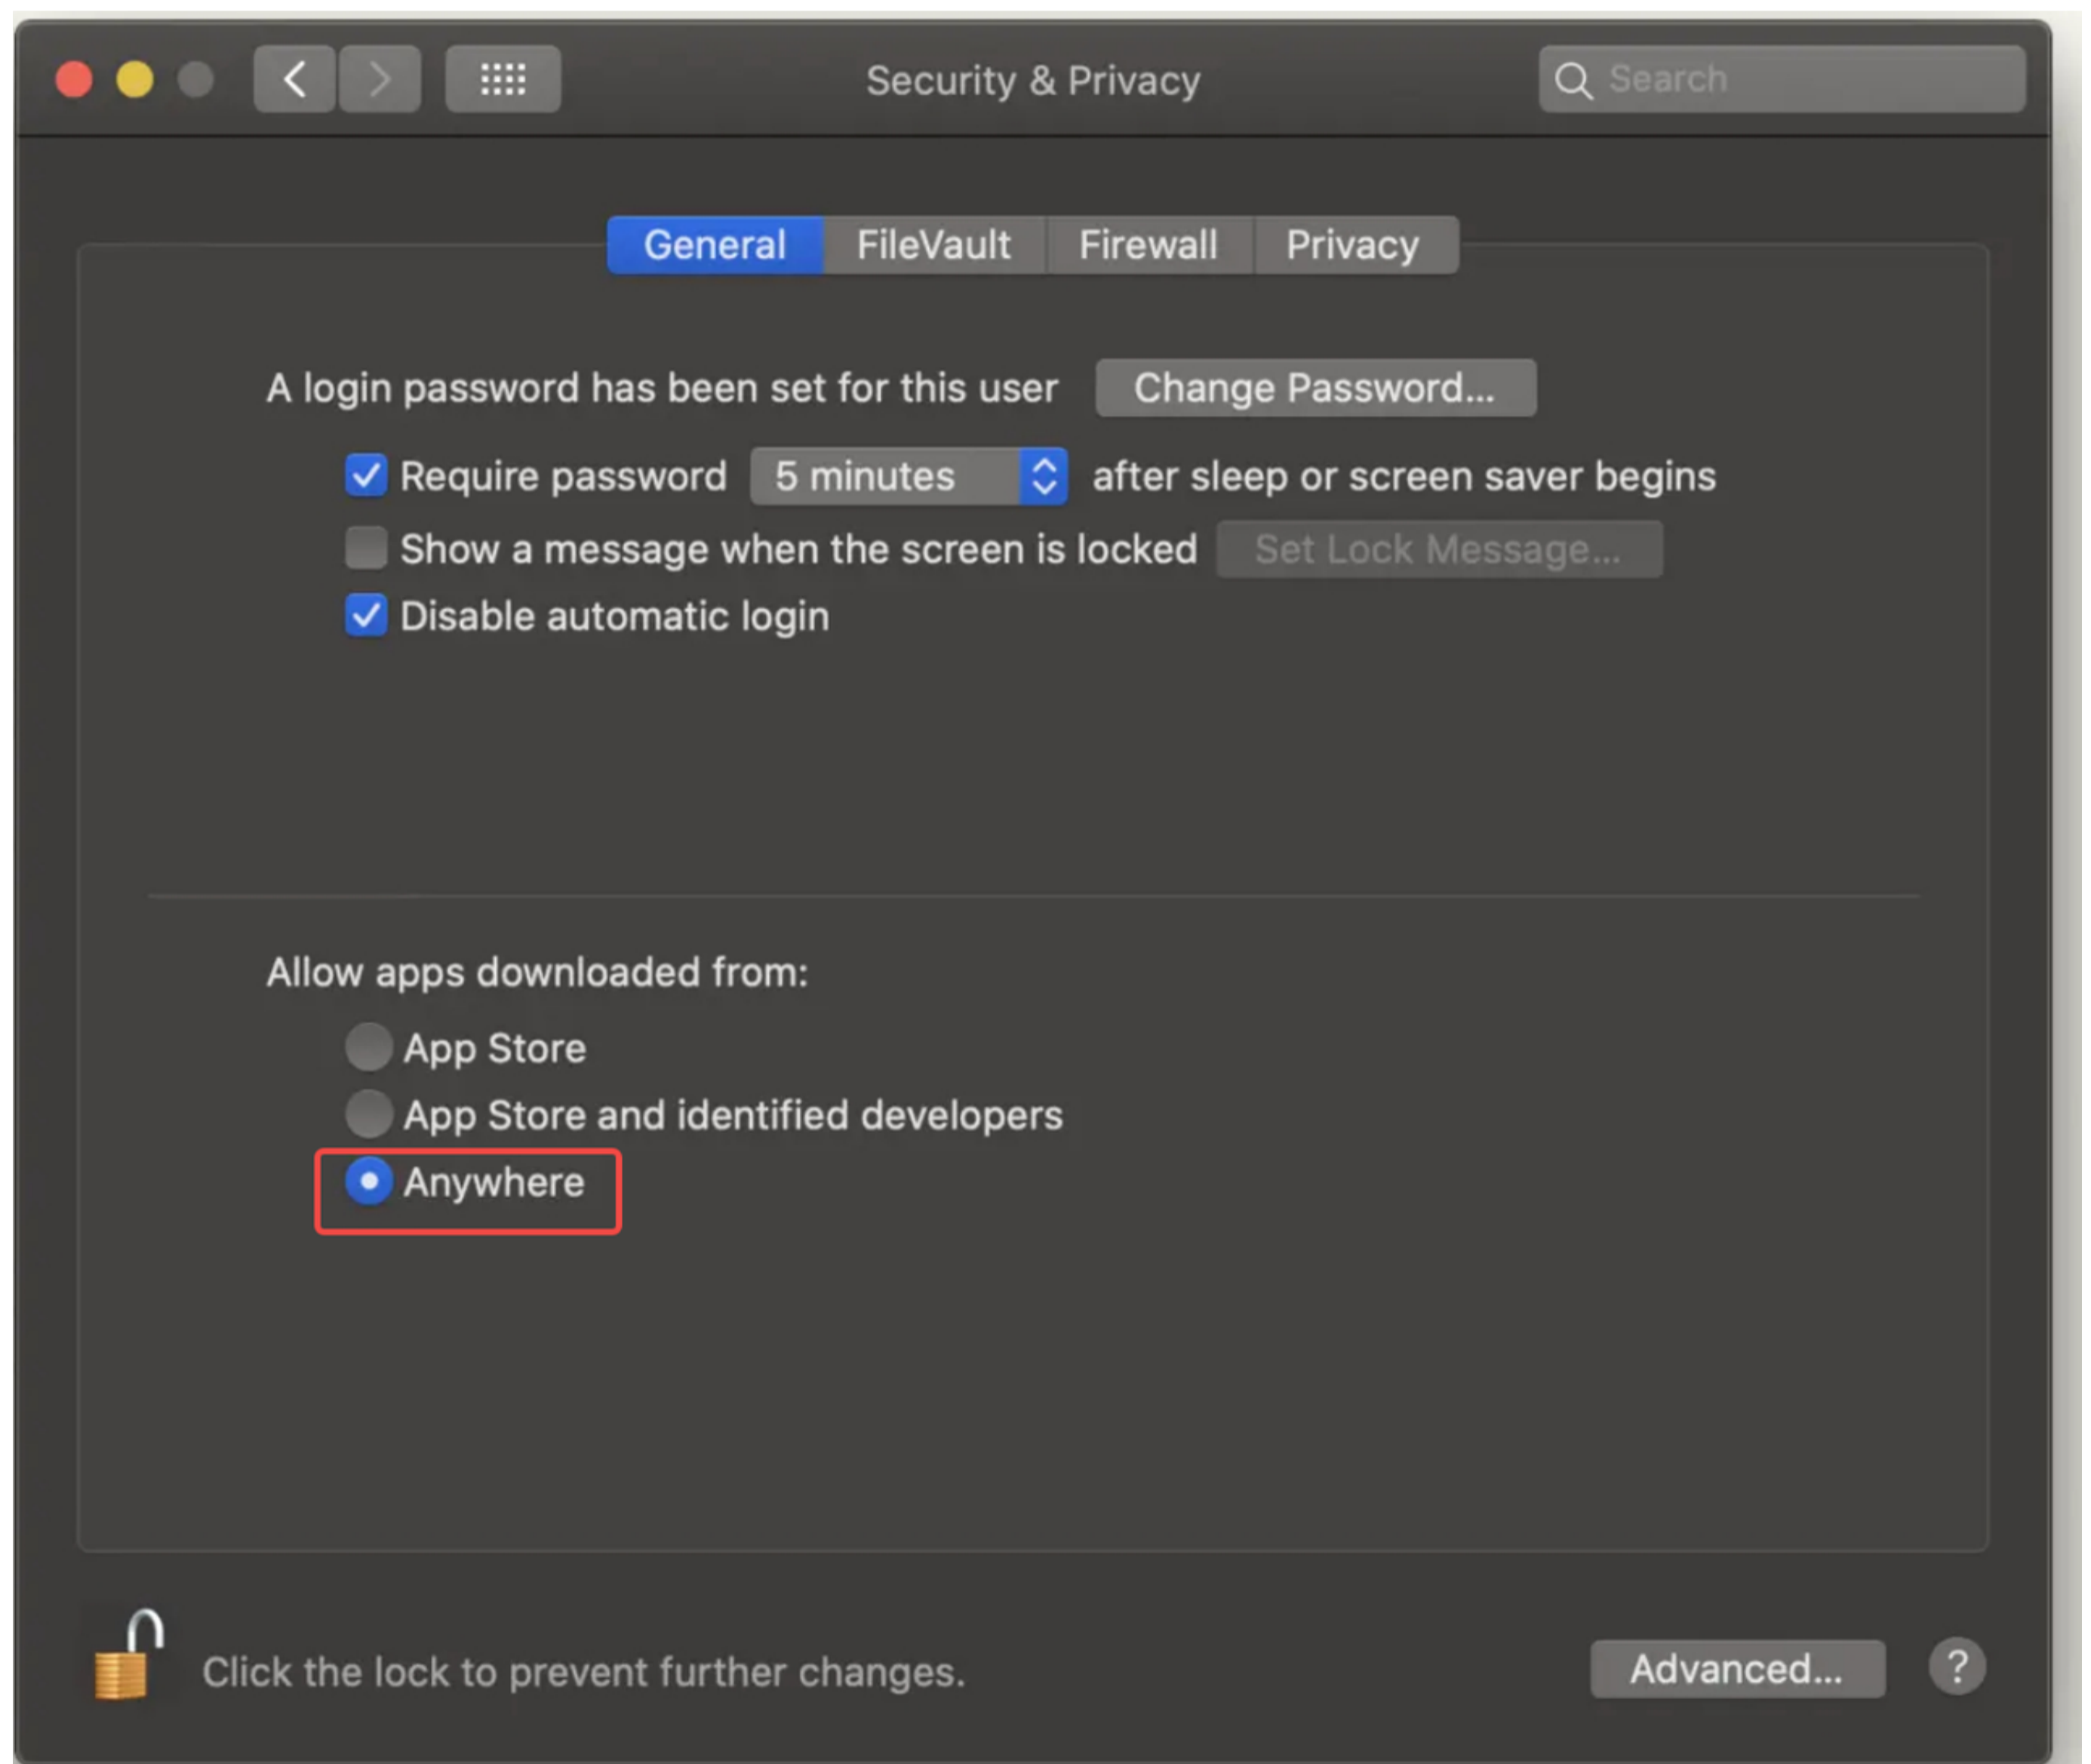 Security & Privacy
Search
General FileVault Firewall Privacy
A login password has been set for this user Change Password...
Require password 5 minutes after sleep or screen saver begins
Show a message when the screen is locked Set Lock Message...
Disable automatic login
Allow apps downloaded from:
App Store
App Store and identified developers
Anywhere
Click the lock to prevent further changes. Advanced... ?